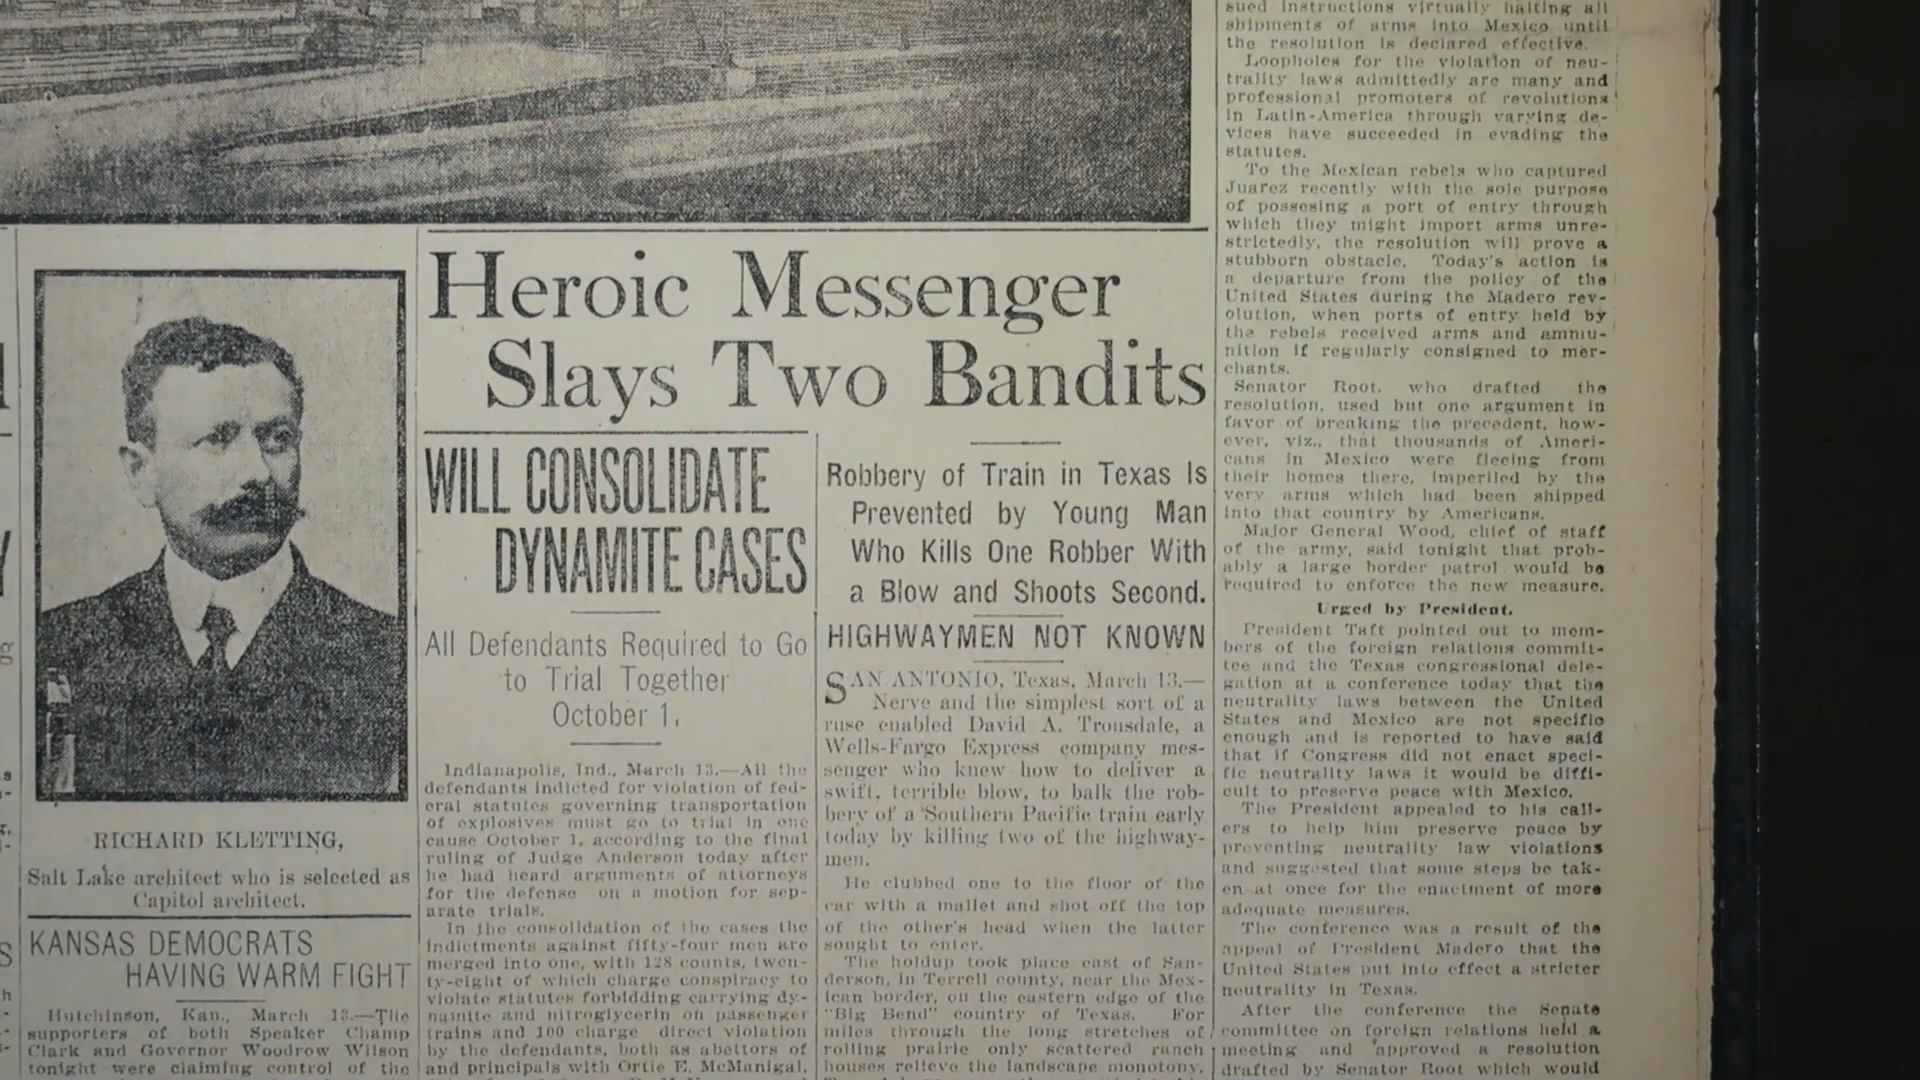 RICHARD KLETTING,
Salt Lake architect who is selected as
Capitol architect.
KANSAS DEMOCRATS
HAVING WARM FIGHT
Hutchinson, Kan., March 13.—The
supporters of both Speaker Champ
Clark and Governor Woodrow Wilson
tonight were claiming control of the
Heroic Messenger
Slays Two Bandits
WILL CONSOLIDATE
DYNAMITE CASES
All Defendants Required to Go
to Trial Together
October 1.
Indianapolis, Ind., March 13.—All the
defendants indicted for violation of fed-
eral statutes governing transportation
of explosives must go to trial in one
cause October 1, according to the final
ruling of Judge Anderson today after
he had heard arguments of attorneys
for the defense on a motion for sep-
arate trials.
In the consolidation of the cases the
indictments against fifty-four men are
merged into one, with 128 counts, twen-
ty-eight of which charge conspiracy to
violate statutes forbidding carrying dy-
namite and nitroglycerin on passenger
trains and 100 charge direct violation
by the defendants, both as abettors of
and principals with Ortie E. McManigal,
Robbery of Train in Texas Is
Prevented by Young Man
Who Kills One Robber With
a Blow and Shoots Second.
HIGHWAYMEN NOT KNOWN
SAN ANTONIO, Texas, March 13.—
Nerve and the simplest sort of a
ruse enabled David A. Trousdale, a
Wells-Fargo Express company mes-
senger who knew how to deliver a
swift, terrible blow, to balk the rob-
bery of a Southern Pacific train early
today by killing two of the highway-
men.
He clubbed one to the floor of the
car with a mallet and shot off the top
of the other's head when the latter
sought to enter.
The holdup took place east of San-
derson, in Terrell county, near the Mex-
ican border, on the eastern edge of the
"Big Bend" country of Texas. For
miles through the long stretches of
rolling prairie only scattered ranch
houses relieve the landscape monotony.
sued instructions virtually halting all
shipments of arms into Mexico until
the resolution is declared effective.
Loopholes for the violation of neu-
trality laws admittedly are many and
professional promoters of revolutions
in Latin-America through varying de-
vices have succeeded in evading the
statutes.
To the Mexican rebels who captured
Juarez recently with the sole purpose
of possesing a port of entry through
which they might import arms unre-
strictedly, the resolution will prove a
stubborn obstacle. Today's action is
a departure from the policy of the
United States during the Madero rev-
olution, when ports of entry held by
the rebels received arms and ammu-
nition if regularly consigned to mer-
chants.
Senator Root, who drafted the
resolution, used but one argument in
favor of breaking the precedent, how-
ever, viz., that thousands of Ameri-
cans in Mexico were fleeing from
their homes there, imperiled by the
very arms which had been shipped
into that country by Americans.
Major General Wood, chief of staff
of the army, said tonight that prob-
ably a large border patrol would be
required to enforce the new measure.
Urged by President.
President Taft pointed out to mem-
bers of the foreign relations commit-
tee and the Texas congressional dele-
gation at a conference today that the
neutrality laws between the United
States and Mexico are not specific
enough and is reported to have said
that if Congress did not enact speci-
fic neutrality laws it would be diffi-
cult to preserve peace with Mexico.
The President appealed to his call-
ers to help him preserve peace by
preventing neutrality law violations
and suggested that some steps be tak-
en at once for the enactment of more
adequate measures.
The conference was a result of the
appeal of President Madero that the
United States put into effect a stricter
neutrality in Texas.
After the conference the Senate
committee on foreign relations held a
meeting and approved a resolution
drafted by Senator Root which would